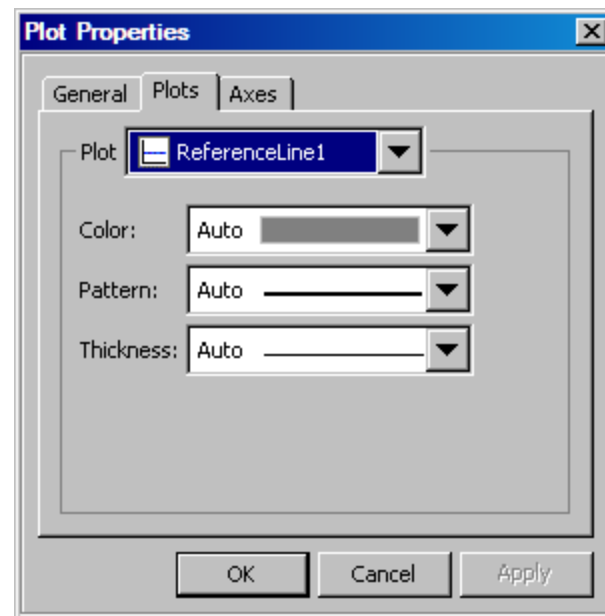 Plot Properties
General Plots Axes
Plot ReferenceLine1
Color: Auto
Pattern: Auto
Thickness: Auto
OK Cancel Apply